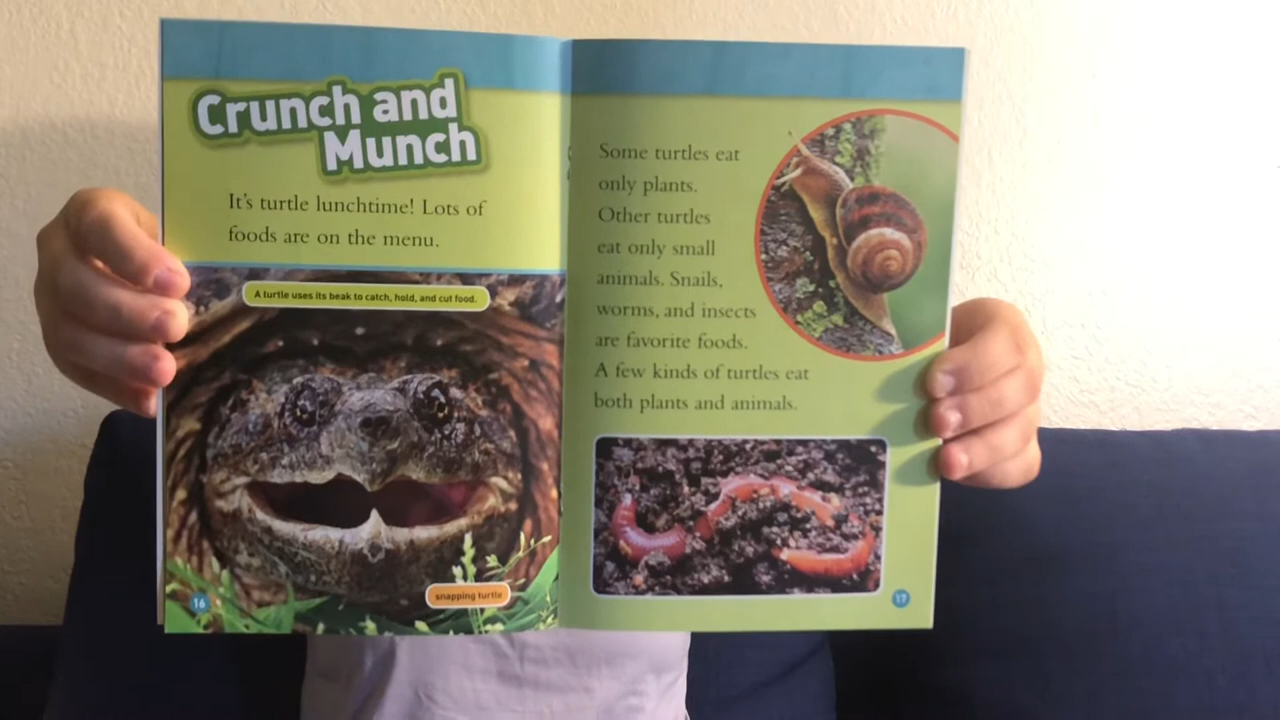 Crunch and
Munch
It's turtle lunchtime! Lots of
foods are on the menu.
A turtle uses its beak to catch, hold, and cut food.
snapping turtle
16
Some turtles eat
only plants.
Other turtles
eat only small
animals. Snails,
worms, and insects
are favorite foods.
A few kinds of turtles eat
both plants and animals.
17